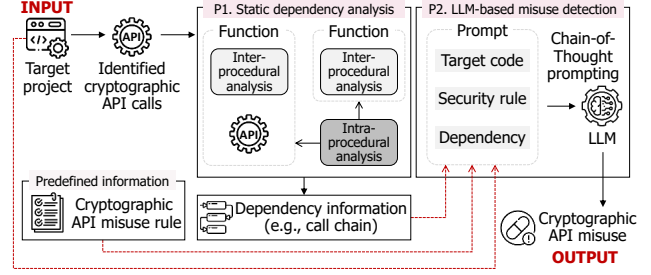 INPUT
Target
project
API
Identified
cryptographic
API calls
P1. Static dependency analysis
Function
Inter-
procedural
analysis
API
Function
Inter-
procedural
analysis
Intra-
procedural
analysis
P2. LLM-based misuse detection
Prompt
Target code
Security rule
Dependency
Chain-of-
Thought
prompting
LLM
Predefined information
Cryptographic
API misuse rule
Dependency information
(e.g., call chain)
Cryptographic
API misuse
OUTPUT